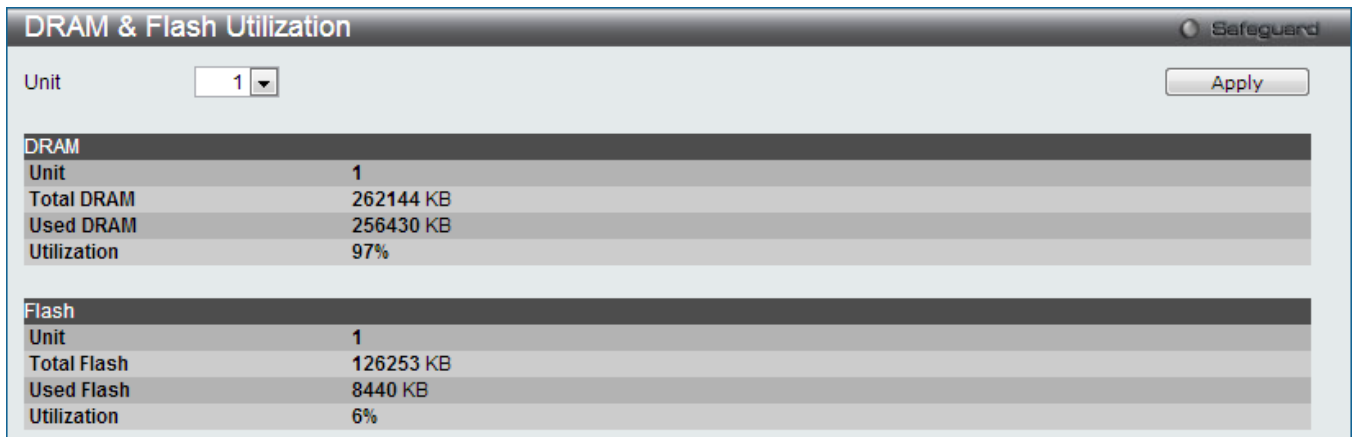 DRAM & Flash Utilization Safeguard
Unit 1 Apply
DRAM
Unit 1
Total DRAM 262144 KB
Used DRAM 256430 KB
Utilization 97%
Flash
Unit 1
Total Flash 126253 KB
Used Flash 8440 KB
Utilization 6%